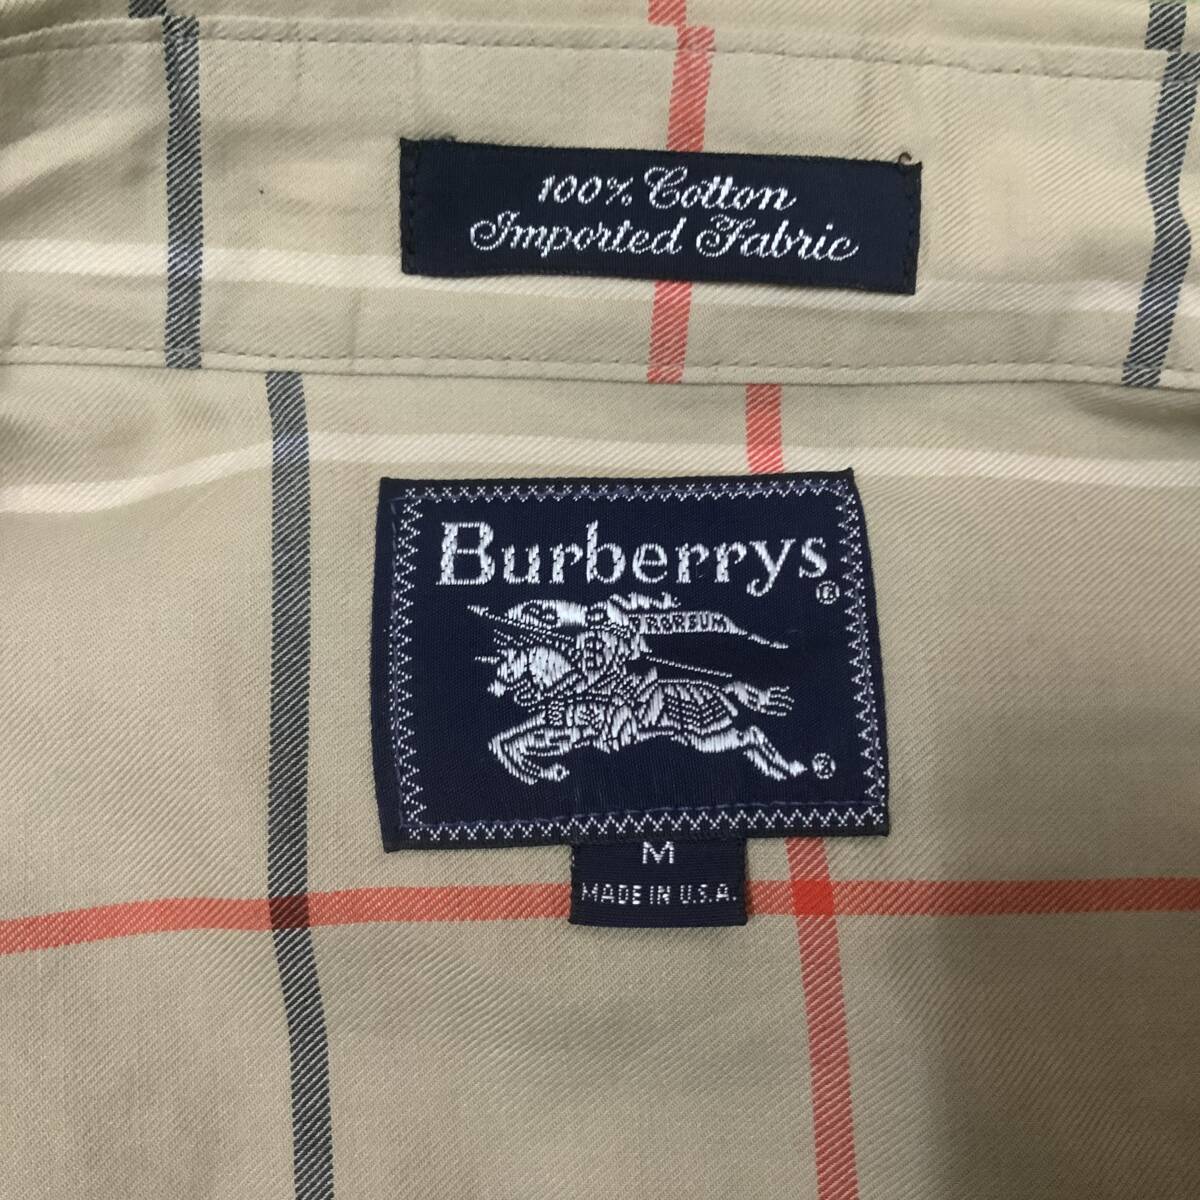 100% Cotton
Imported Fabric
Burberrys®
PRORSUM
®
M
MADE IN U.S.A.